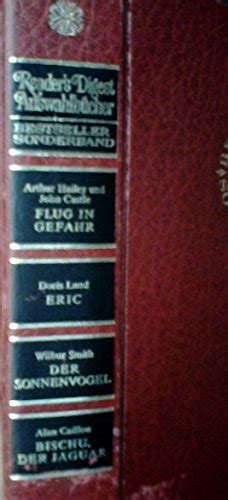 Reader's Digest
Auswahlbücher
BESTSELLER
SONDERBAND
Arthur Hailey und
John Castle
FLUG IN
GEFAHR
Doris Lund
ERIC
Wilbur Smith
DER
SONNENVOGEL
Alan Caillou
BISCHU,
DER JAGUAR